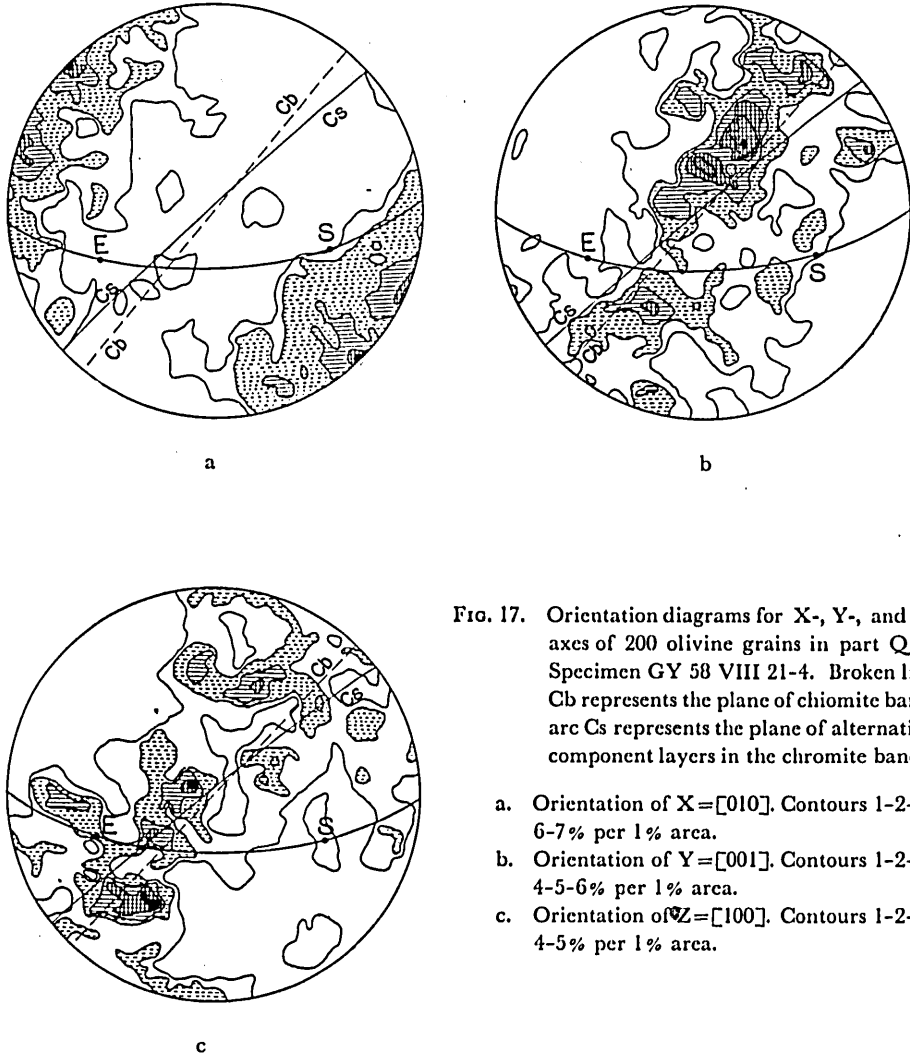 Cb
Cs
E
S
Cs
Cb
a
E
S
Cs
Cb
b
Cb
Cs
E
S
c
FIG. 17. Orientation diagrams for X-, Y-, and
axes of 200 olivine grains in part Q
Specimen GY 58 VIII 21-4. Broken l
Cb represents the plane of chiomite ba
arc Cs represents the plane of alternati
component layers in the chromite ban
a. Orientation of X=[010]. Contours 1-2-
6-7% per 1% area.
b. Orientation of Y=[001]. Contours 1-2-
4-5-6% per 1% area.
c. Orientation of Z=[100]. Contours 1-2-
4-5% per 1% area.